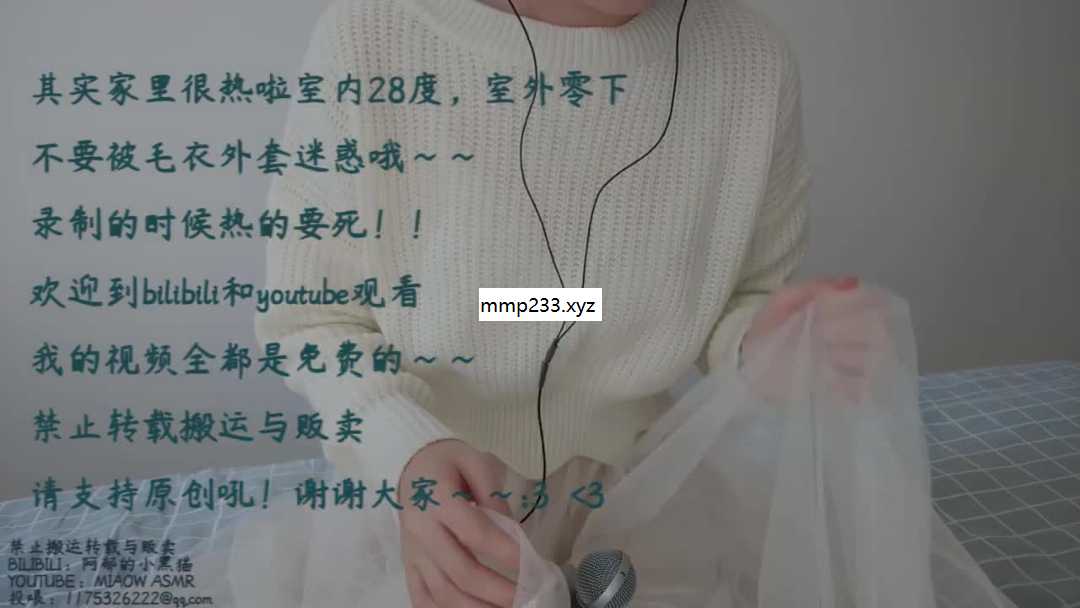 其实家里很热啦室内28度，室外零下
不要被毛衣外套迷惑哦～～
录制的时候热的要死！！
欢迎到bilibili和youtube观看
mmp233.xyz
我的视频全都是免费的～～
禁止转载搬运与贩卖
请支持原创吼！谢谢大家～～:3 <3
禁止搬运转载与贩卖
BILIBILI：阿郁的小黑猫
YOUTUBE：MIAOW ASMR
投喂：1175326222@qq.com